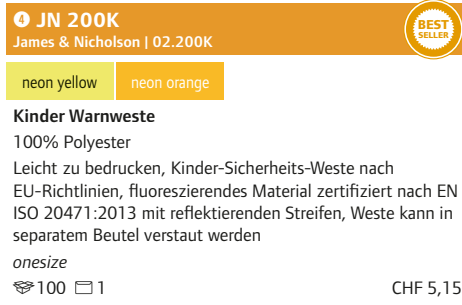 4 JN 200K
James & Nicholson | 02.200K
BEST
SELLER
neon yellow neon orange
Kinder Warnweste
100% Polyester
Leicht zu bedrucken, Kinder-Sicherheits-Weste nach
EU-Richtlinien, fluoreszierendes Material zertifiziert nach EN
ISO 20471:2013 mit reflektierenden Streifen, Weste kann in
separatem Beutel verstaut werden
onesize
100 1 CHF 5,15